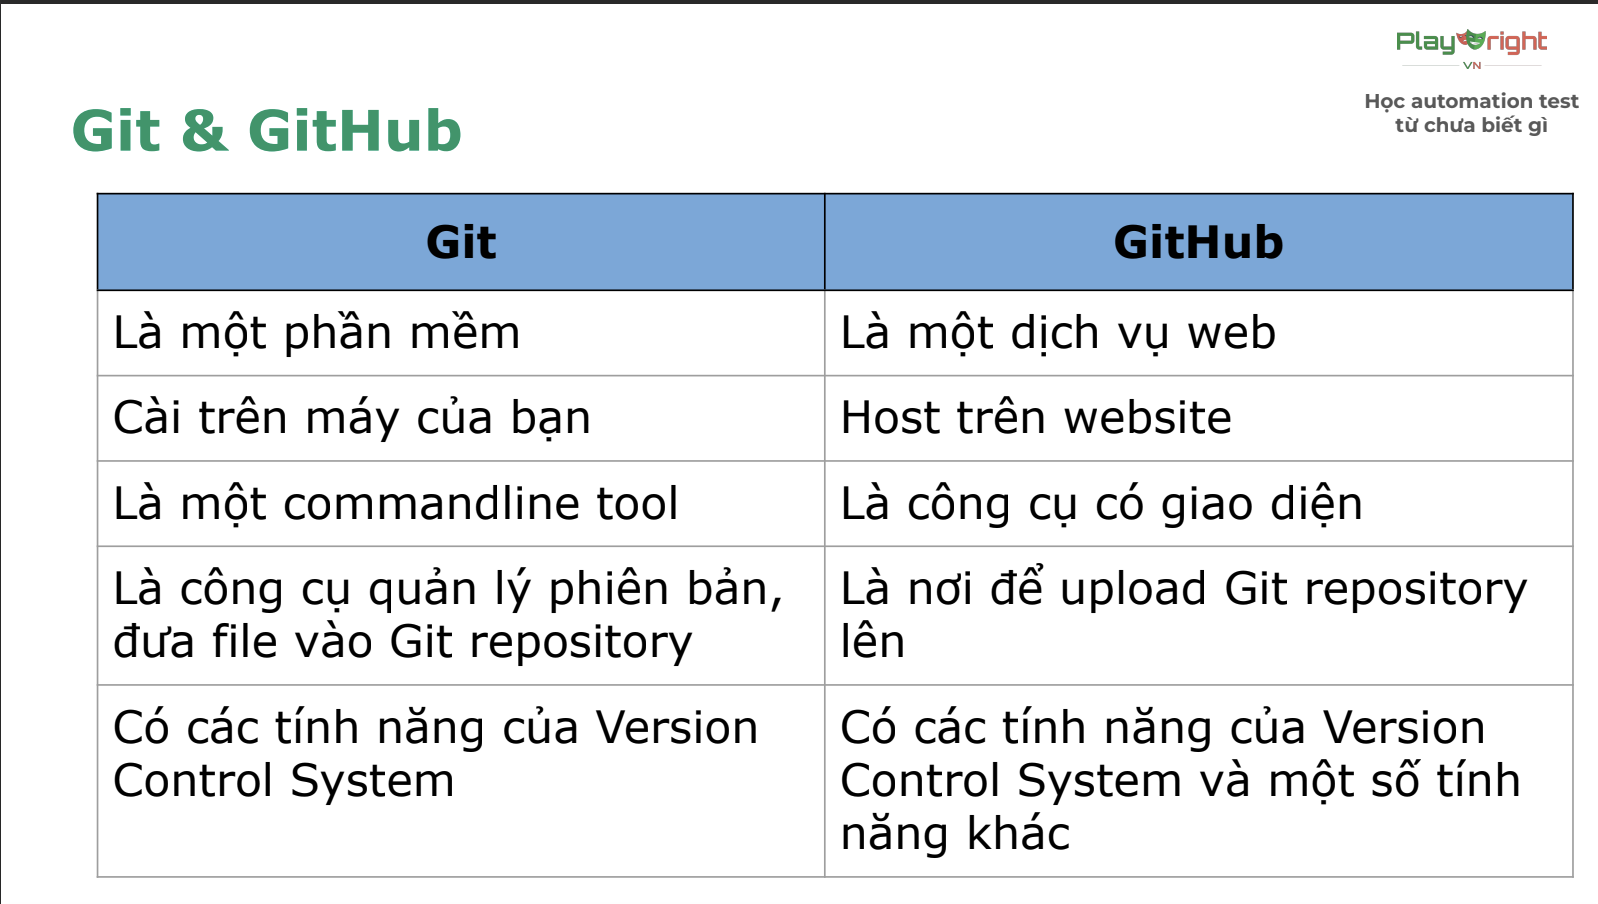 Playwright
VN
Học automation test
từ chưa biết gì
Git & GitHub
Git
GitHub
Là một phần mềm
Là một dịch vụ web
Cài trên máy của bạn
Host trên website
Là một commandline tool
Là công cụ có giao diện
Là công cụ quản lý phiên bản,
đưa file vào Git repository
Là nơi để upload Git repository
lên
Có các tính năng của Version
Control System
Có các tính năng của Version
Control System và một số tính
năng khác